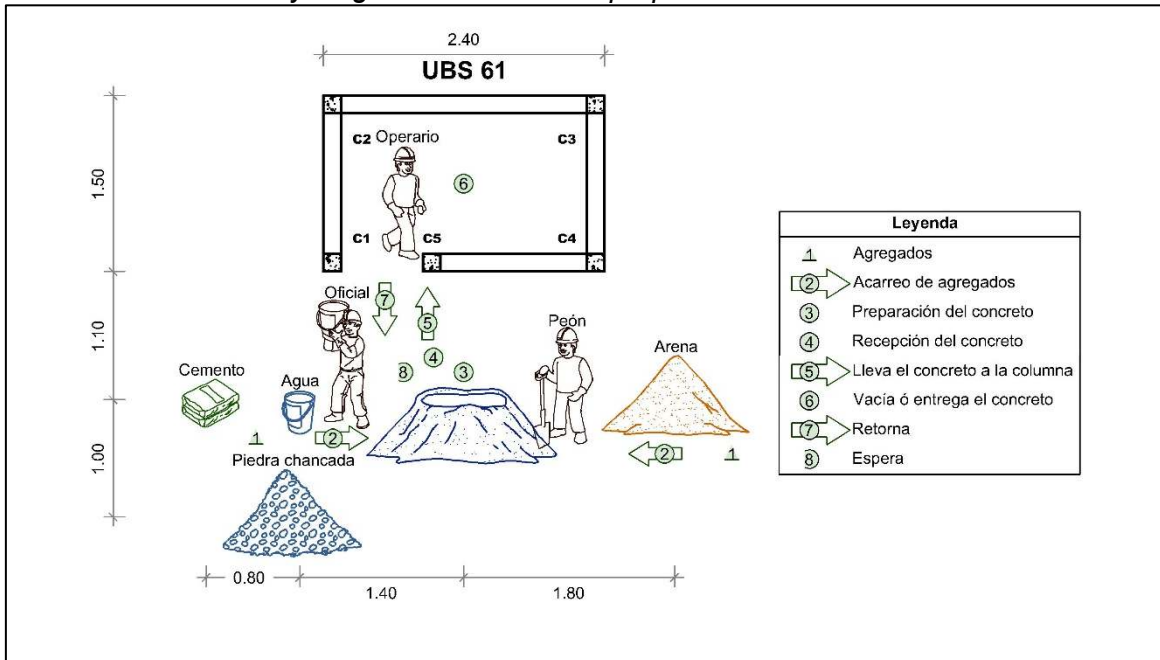 2.40
UBS 61
C2 Operario
C3
6
1.50
C1
C5
C4
Leyenda
1 Agregados
2 Acarreo de agregados
3 Preparación del concreto
4 Recepción del concreto
5 Lleva el concreto a la columna
6 Vacía ó entrega el concreto
7 Retorna
8 Espera
Oficial
7
5
1.10
Peón
Arena
4
Cemento
Agua
8
3
1
2
2
1
Piedra chancada
1.00
0.80
1.40
1.80